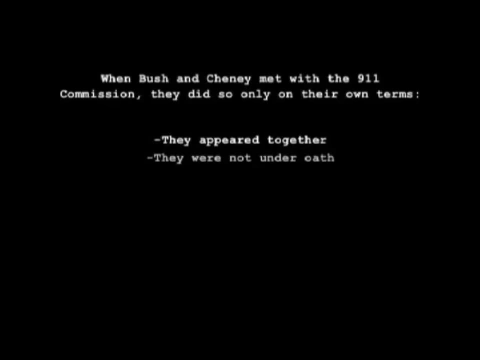 When Bush and Cheney met with the 911
Commission, they did so only on their own terms:
-They appeared together
-They were not under oath